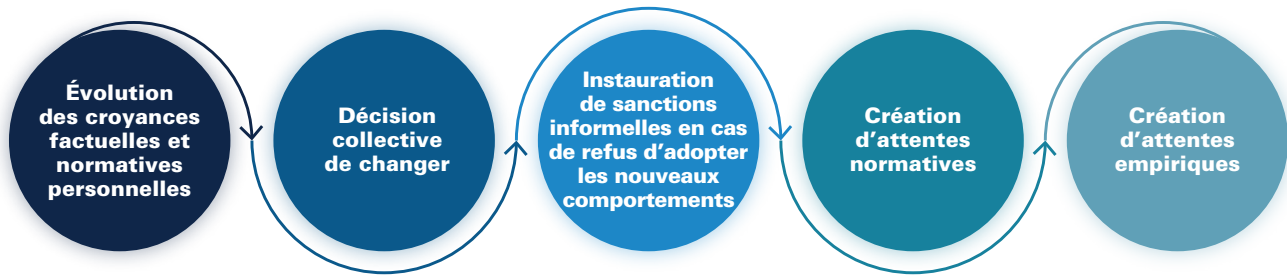 Évolution
des croyances
factuelles et
normatives
personnelles
Décision
collective
de changer
Instauration
de sanctions
informelles en cas
de refus d’adopter
les nouveaux
comportements
Création
d'attentes
normatives
Création
d'attentes
empiriques